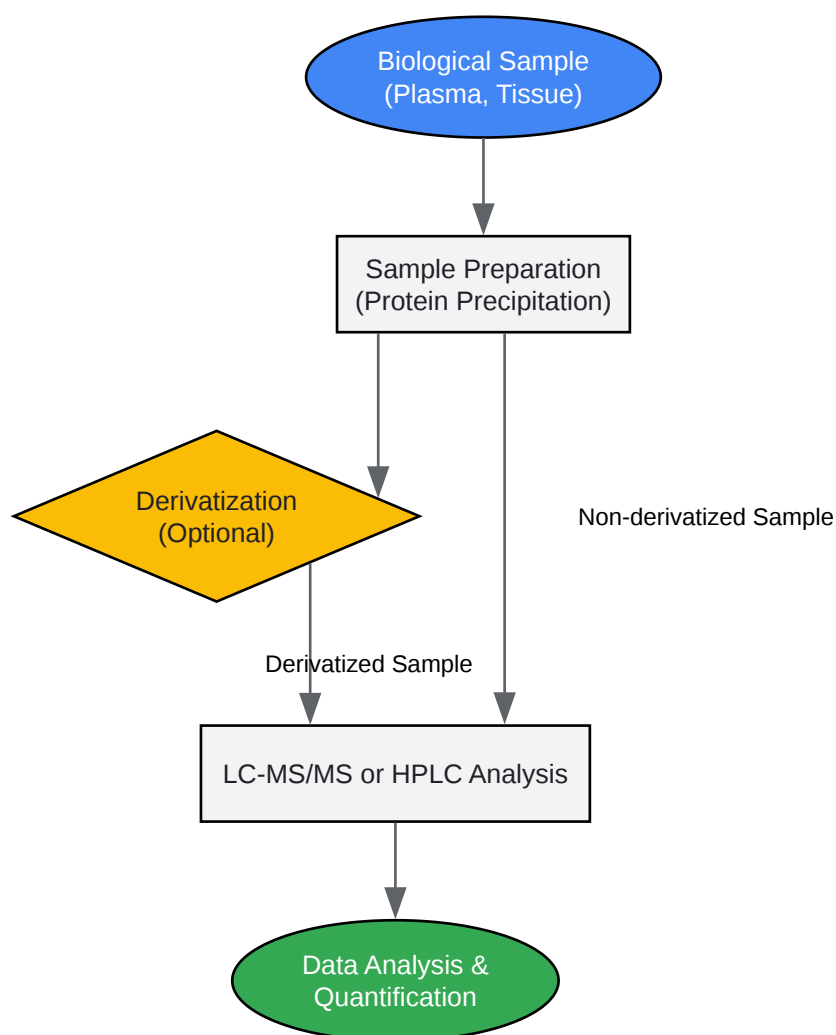 Biological Sample
(Plasma, Tissue)
Sample Preparation
(Protein Precipitation)
Derivatization
(Optional)
Non-derivatized Sample
Derivatized Sample
LC-MS/MS or HPLC Analysis
Data Analysis &
Quantification